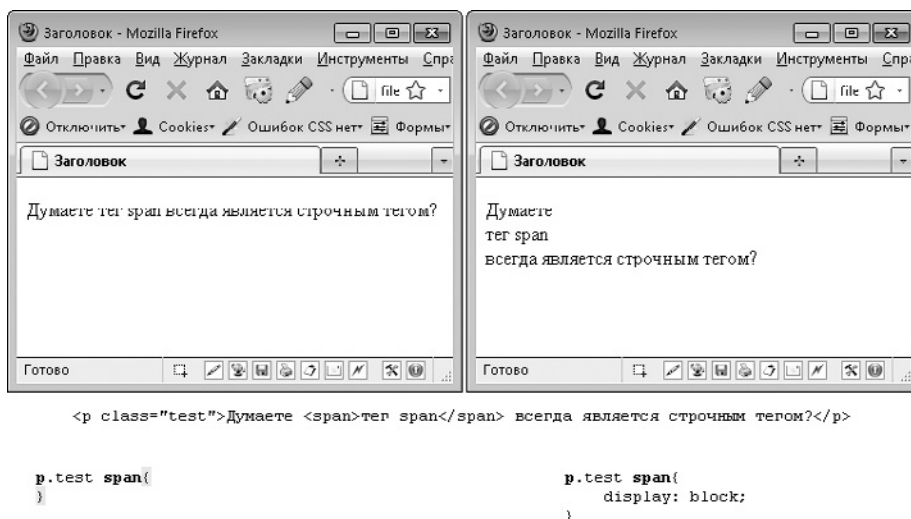 Заголовок - Mozilla Firefox
Файл Правка Вид Журнал Закладки Инструменты Спра
file
Отключить Cookies Ошибок CSS нет Формы
Заголовок
Думаете тег span всегда является строчным тегом?
Готово
Заголовок - Mozilla Firefox
Файл Правка Вид Журнал Закладки Инструменты Спра
file
Отключить Cookies Ошибок CSS нет Формы
Заголовок
Думаете
тег span
всегда является строчным тегом?
Готово
<p class="test">Думаете <span>тег span</span> всегда является строчным тегом?</p>
p.test span{
}
p.test span{
display: block;
}